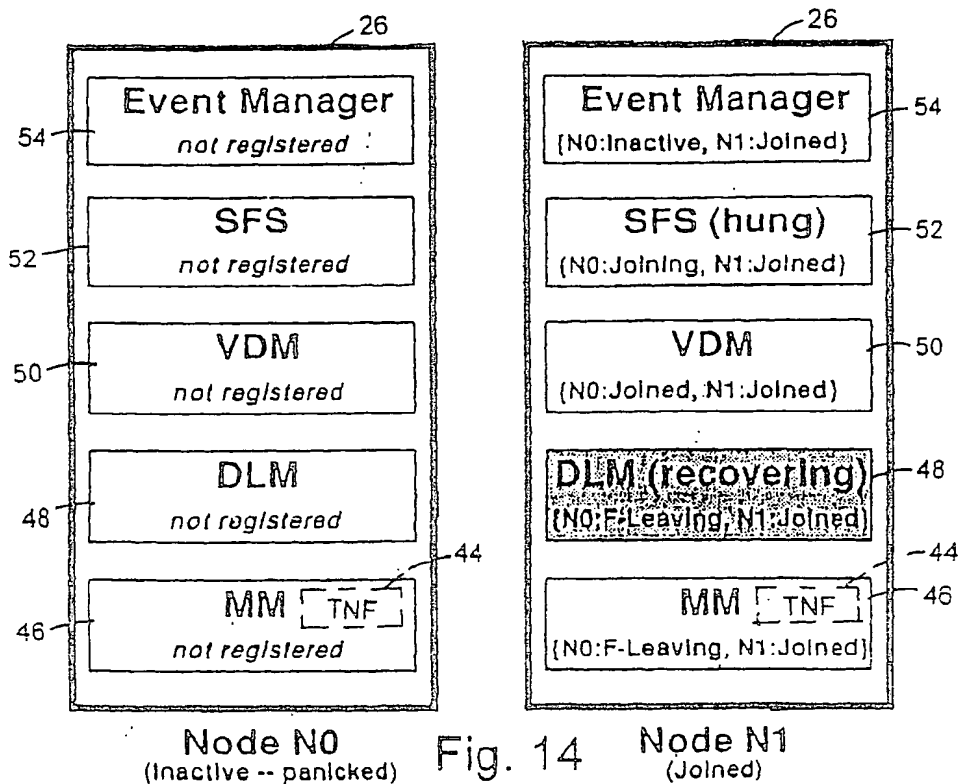 26
Event Manager
54
not registered
SFS
52
not registered
VDM
50
not registered
DLM
48
not registered
44
MM TNF
46
not registered
Node N0
(Inactive -- panicked)
26
Event Manager
54
{N0:Inactive, N1:Joined}
SFS (hung)
52
{N0:Joining, N1:Joined}
VDM
50
{N0:Joined, N1:Joined}
DLM (recovering)
48
{N0:F-Leaving, N1:Joined}
44
MM TNF
46
{N0:F-Leaving, N1:Joined}
Node N1
(Joined)
Fig. 14